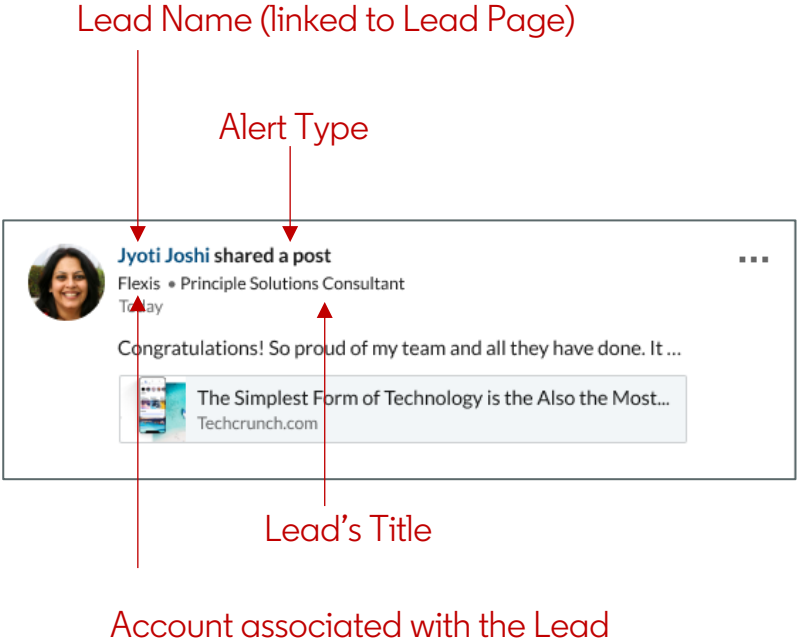 Lead Name (linked to Lead Page)
Alert Type
Jyoti Joshi shared a post
Flexis • Principle Solutions Consultant
Today
Congratulations! So proud of my team and all they have done. It ...
The Simplest Form of Technology is the Also the Most...
Techcrunch.com
Lead's Title
Account associated with the Lead